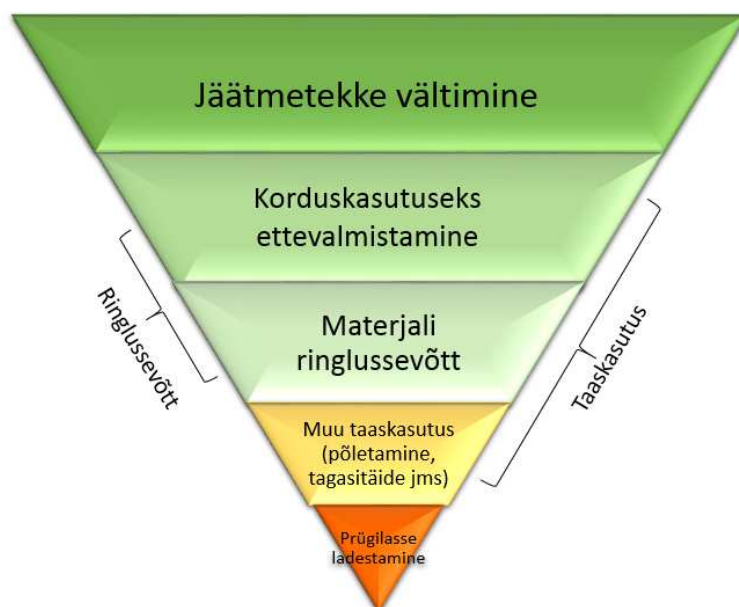 Jäätmetekke vältimine
Korduskasutuseks
ettevalmistamine
Ringlussevõtt
Materjali
ringlussevõtt
Taaskasutus
Muu taaskasutus
(põletamine,
tagasitäide jms)
Prügilasse
ladestamine